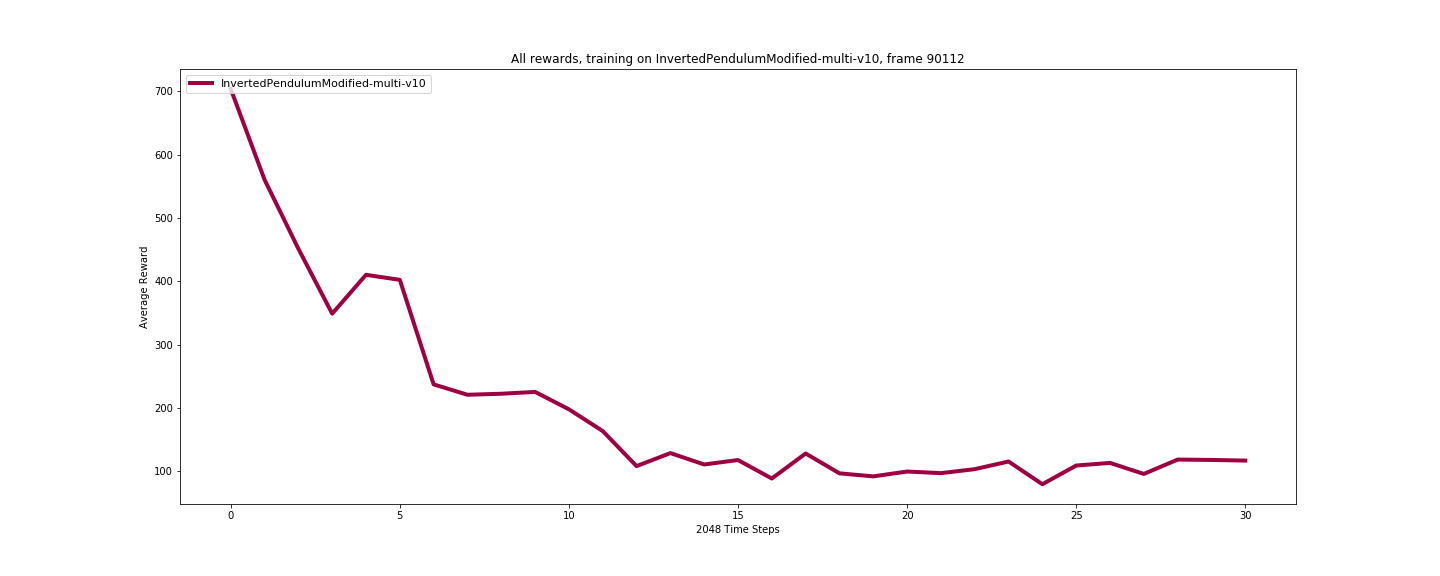 All rewards, training on InvertedPendulumModified-multi-v10, frame 90112
InvertedPendulumModified-multi-v10
700
600
500
400
300
200
100
Average Reward
0 5 10 15 20 25 30
2048 Time Steps